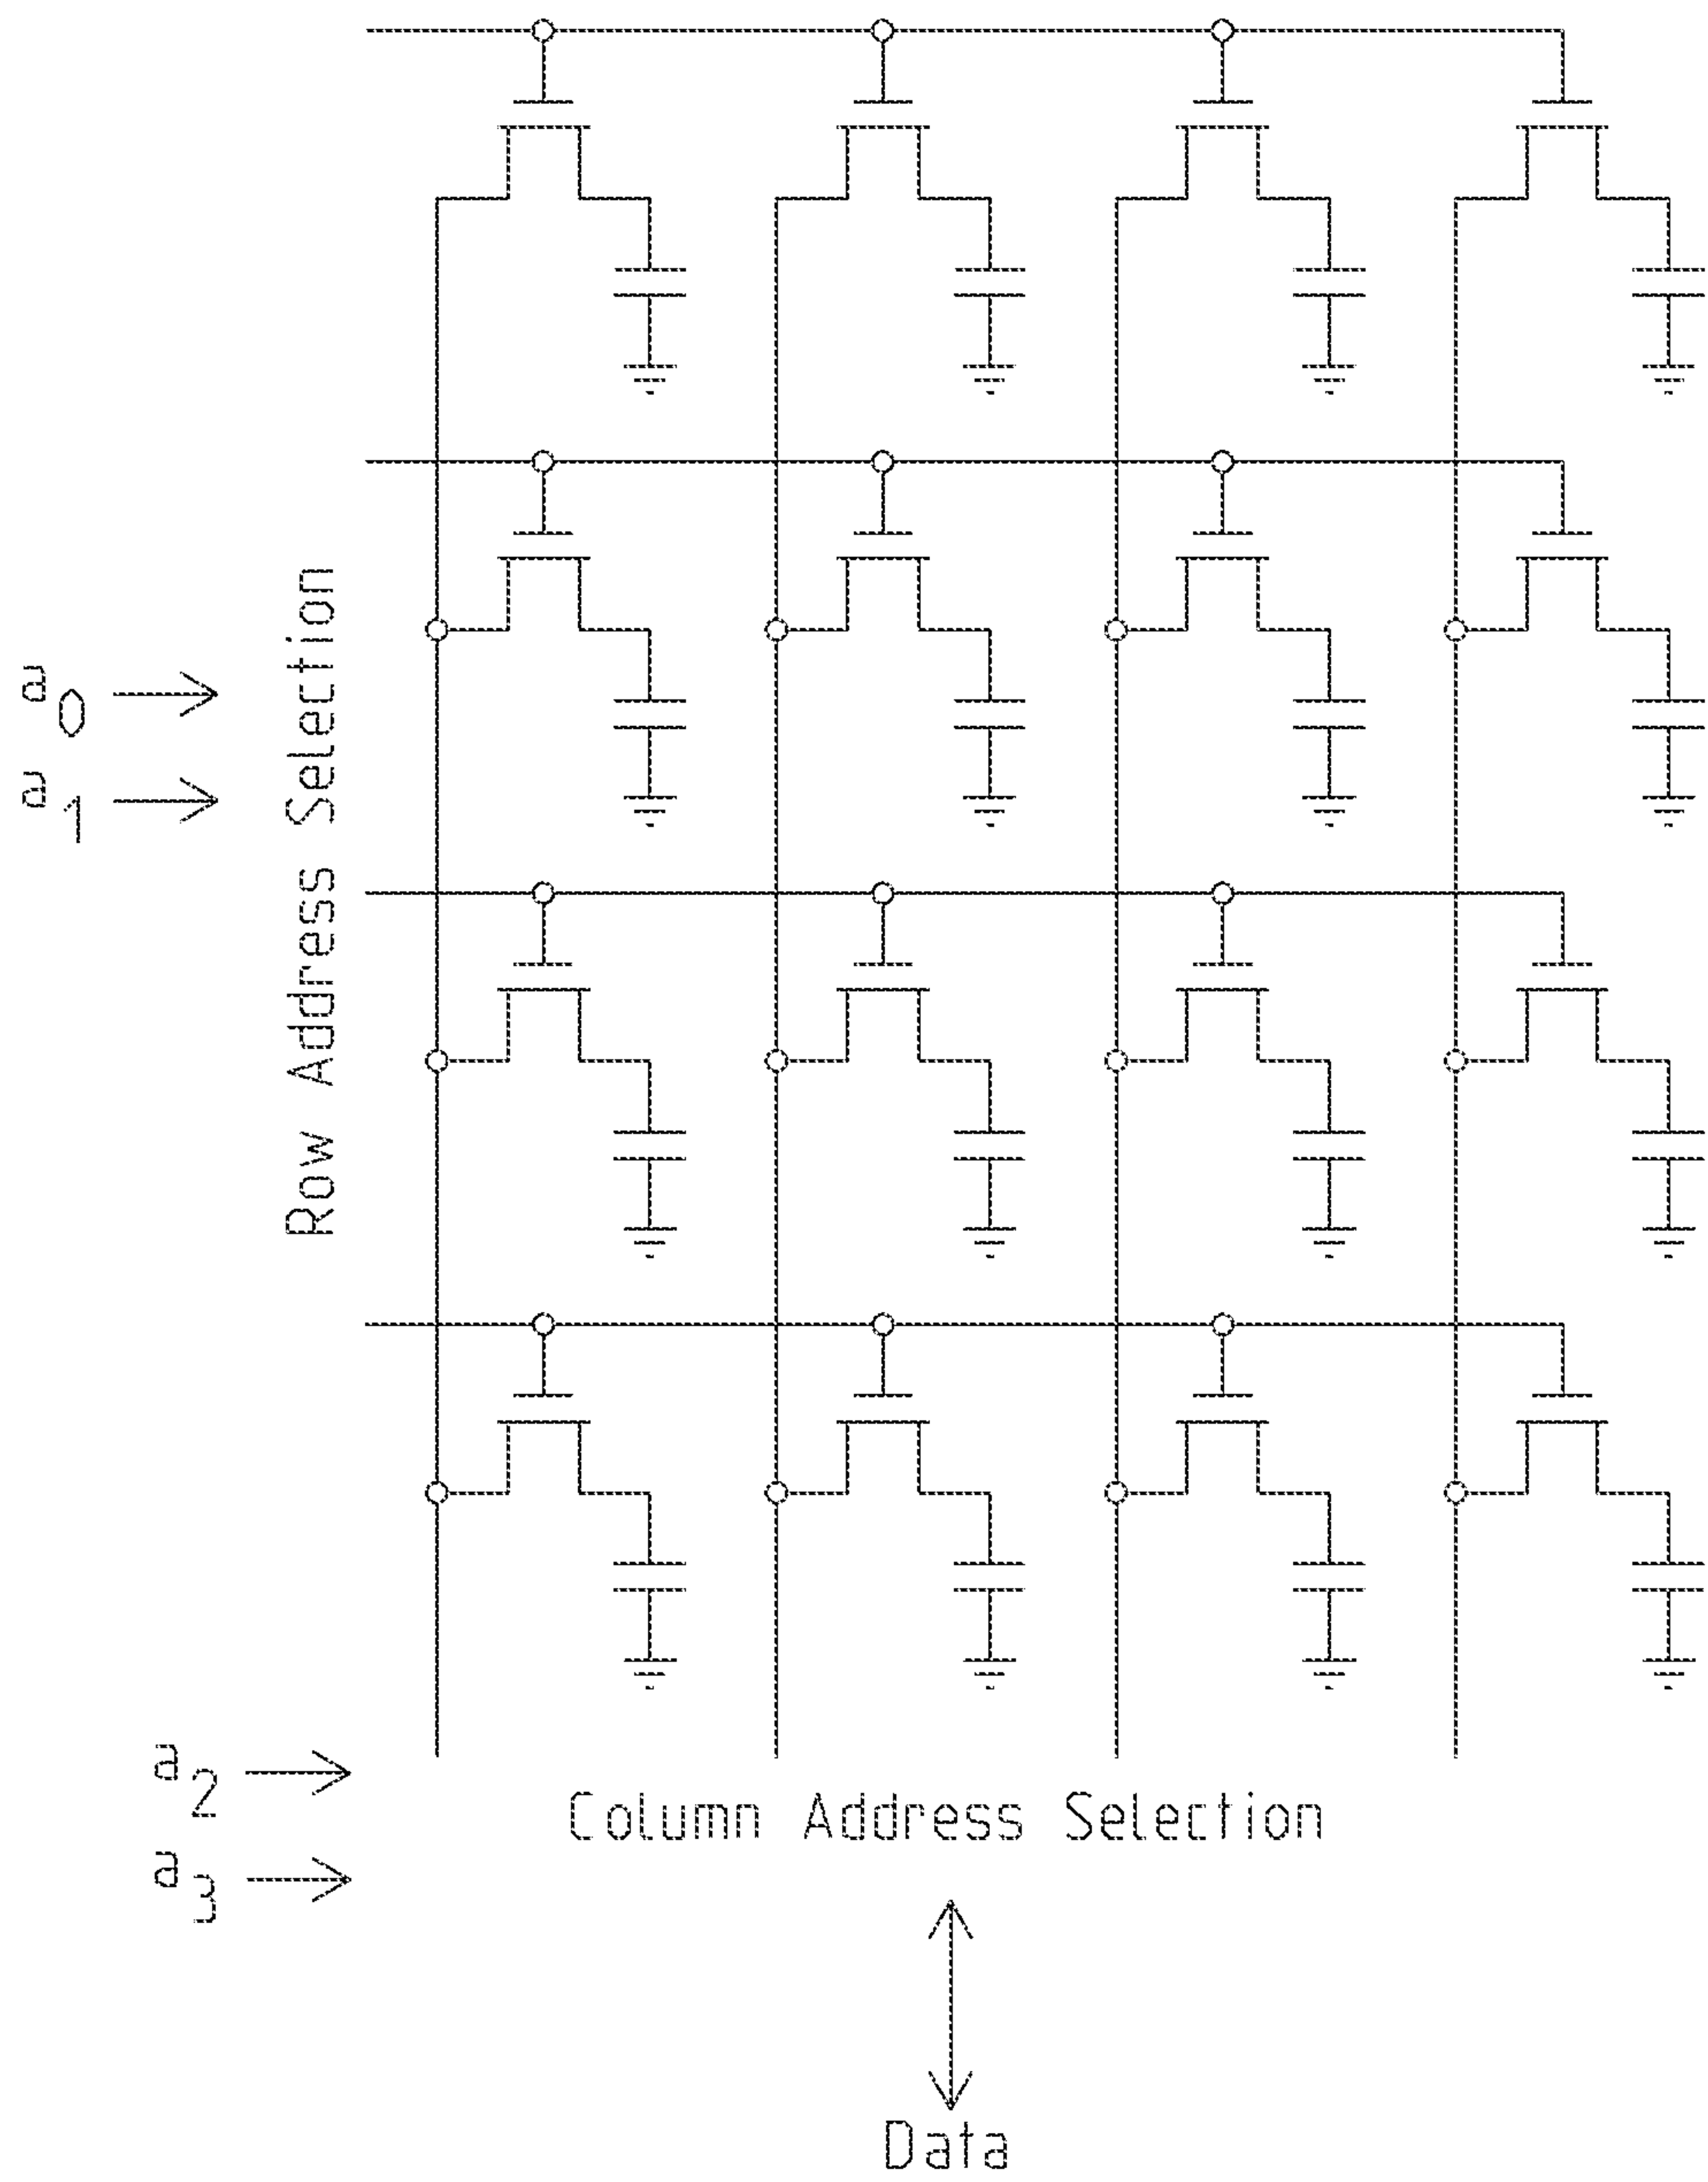 a0
a1
Row Address Selection
a2
a3
Column Address Selection
Data